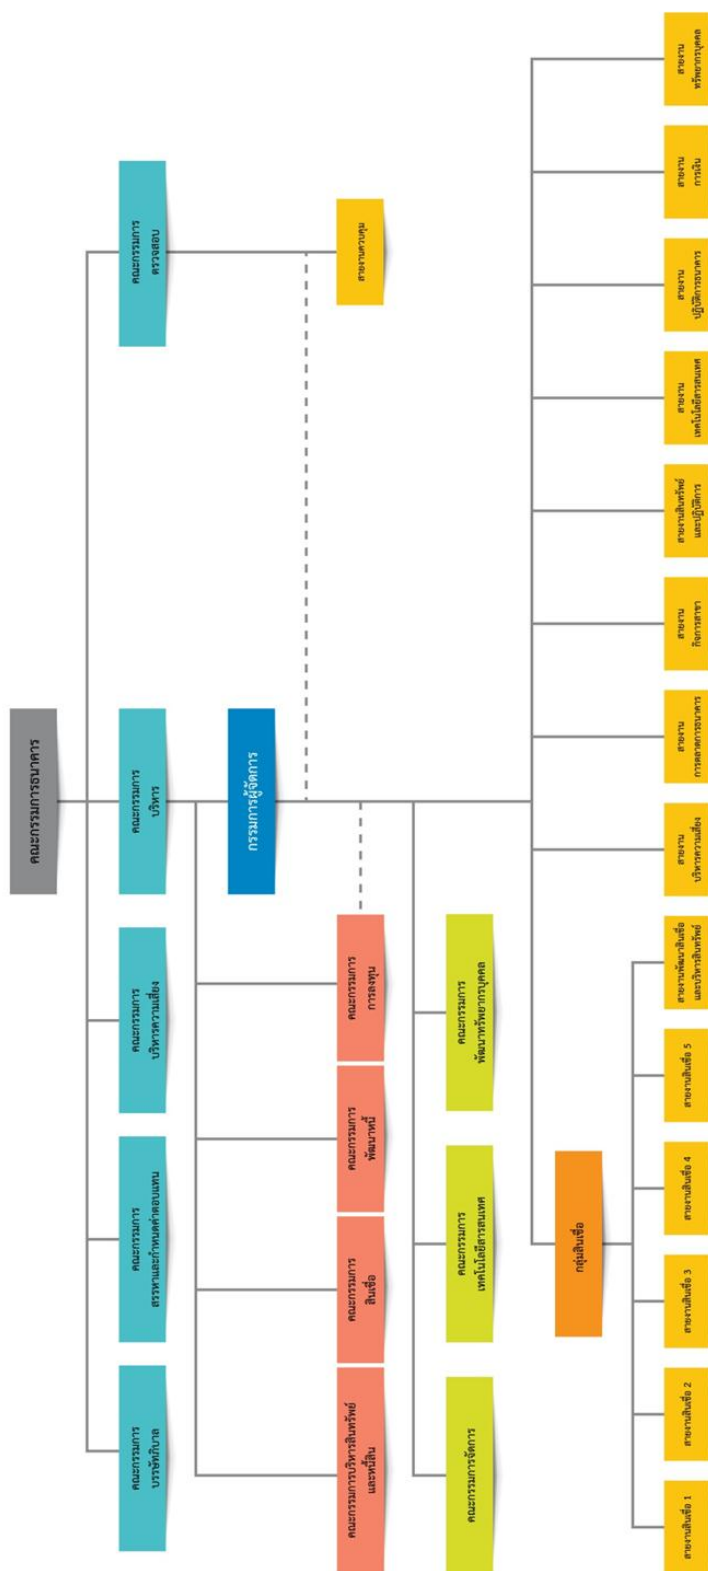 คณะกรรมการธนาคาร
คณะกรรมการ
บรรษัทภิบาล
คณะกรรมการ
สรรหาและกำหนดค่าตอบแทน
คณะกรรมการ
บริหารความเสี่ยง
คณะกรรมการ
บริหาร
คณะกรรมการ
ตรวจสอบ
กรรมการผู้จัดการ
คณะกรรมการบริหารสินทรัพย์
และหนี้สิน
คณะกรรมการ
สินเชื่อ
คณะกรรมการ
พัฒนาหนี้
คณะกรรมการ
การลงทุน
สายงานควบคุม
คณะกรรมการจัดการ
คณะกรรมการ
เทคโนโลยีสารสนเทศ
คณะกรรมการ
พัฒนาทรัพยากรบุคคล
กลุ่มสินเชื่อ
สายงานสินเชื่อ 1
สายงานสินเชื่อ 2
สายงานสินเชื่อ 3
สายงานสินเชื่อ 4
สายงานสินเชื่อ 5
สายงานพัฒนาสินเชื่อ
และบริหารสินทรัพย์
สายงาน
บริหารความเสี่ยง
สายงาน
การตลาดการธนาคาร
สายงาน
กิจการสาขา
สายงานสินทรัพย์
และปฏิบัติการ
สายงาน
เทคโนโลยีสารสนเทศ
สายงาน
ปฏิบัติการธนาคาร
สายงาน
การเงิน
สายงาน
ทรัพยากรบุคคล